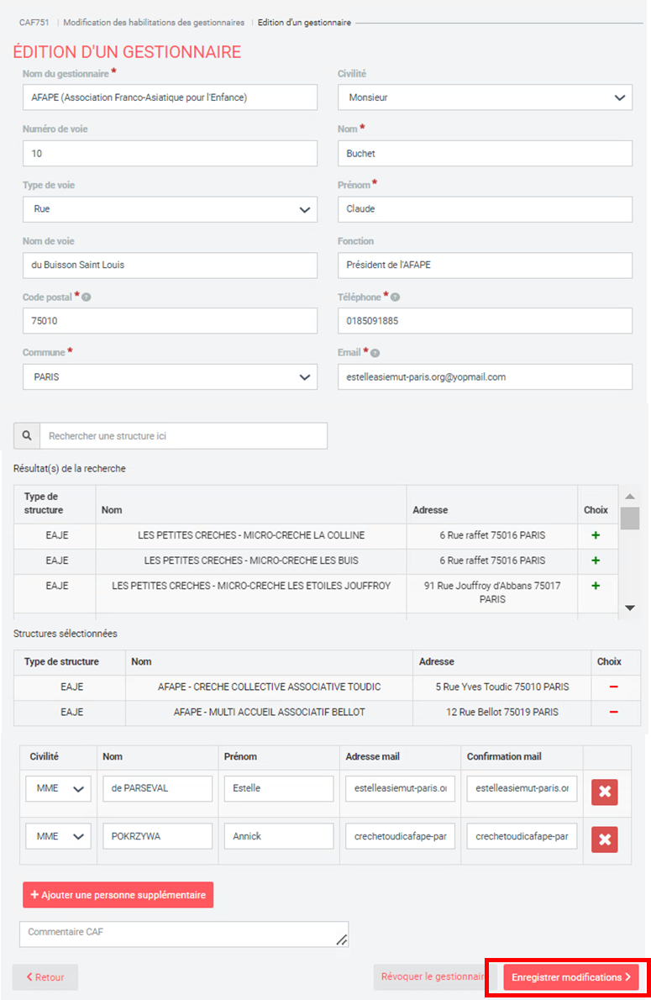 CAF751 | Modification des habilitations des gestionnaires | Edition d'un gestionnaire
ÉDITION D'UN GESTIONNAIRE
Nom du gestionnaire *
AFAPE (Association Franco-Asiatique pour l'Enfance)
Civilité
Monsieur
Numéro de voie
10
Nom *
Buchet
Type de voie
Rue
Prénom *
Claude
Nom de voie
du Buisson Saint Louis
Fonction
Président de l'AFAPE
Code postal * ?
75010
Téléphone * ?
0185091885
Commune *
PARIS
Email * ?
estelleasiemut-paris.org@yopmail.com
Rechercher une structure ici
Résultat(s) de la recherche
Type de structure Nom Adresse Choix
EAJE LES PETITES CRECHES - MICRO-CRECHE LA COLLINE 6 Rue raffet 75016 PARIS +
EAJE LES PETITES CRECHES - MICRO-CRECHE LES BUIS 6 Rue raffet 75016 PARIS +
EAJE LES PETITES CRECHES - MICRO-CRECHE LES ETOILES JOUFFROY 91 Rue Jouffroy d'Abbans 75017 PARIS +
Structures sélectionnées
Type de structure Nom Adresse Choix
EAJE AFAPE - CRECHE COLLECTIVE ASSOCIATIVE TOUDIC 5 Rue Yves Toudic 75010 PARIS −
EAJE AFAPE - MULTI ACCUEIL ASSOCIATIF BELLOT 12 Rue Bellot 75019 PARIS −
Civilité Nom Prénom Adresse mail Confirmation mail
MME de PARSEVAL Estelle estelleasiemut-paris.or estelleasiemut-paris.or
MME POKRZYWA Annick crechetoudicafape-par crechetoudicafape-par
+ Ajouter une personne supplémentaire
Commentaire CAF
Retour
Révoquer le gestionnair
Enregistrer modifications